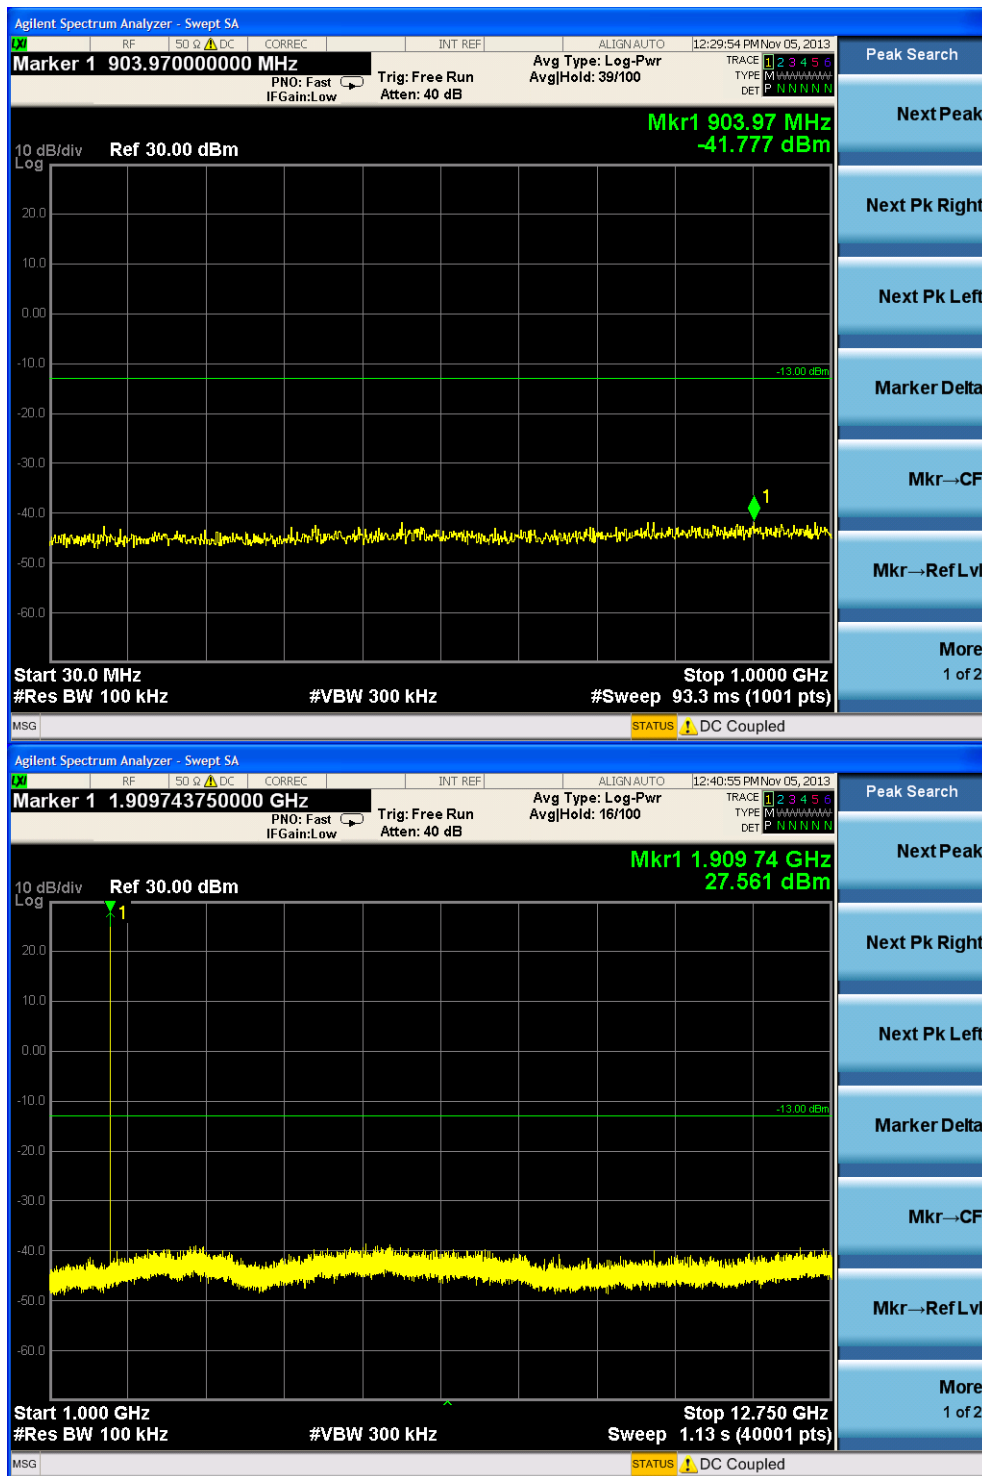 Agilent Spectrum Analyzer - Swept SA
LXI RF 50 Ω DC CORREC INT REF ALIGN AUTO 12:29:54 PM Nov 05, 2013
Marker 1 903.970000000 MHz
PNO: Fast
IFGain:Low
Trig: Free Run
Atten: 40 dB
Avg Type: Log-Pwr
Avg|Hold: 39/100
TRACE 1 2 3 4 5 6
TYPE M
DET P N N N N N
Peak Search
Mkr1 903.97 MHz
-41.777 dBm
10 dB/div Ref 30.00 dBm
Log
20.0
10.0
0.00
-10.0
-13.00 dBm
-20.0
-30.0
-40.0
1
-50.0
-60.0
Start 30.0 MHz Stop 1.0000 GHz
#Res BW 100 kHz #VBW 300 kHz #Sweep 93.3 ms (1001 pts)
MSG STATUS DC Coupled
Next Peak
Next Pk Right
Next Pk Left
Marker Delta
Mkr→CF
Mkr→Ref Lvl
More
1 of 2
Agilent Spectrum Analyzer - Swept SA
LXI RF 50 Ω DC CORREC INT REF ALIGN AUTO 12:40:55 PM Nov 05, 2013
Marker 1 1.909743750000 GHz
PNO: Fast
IFGain:Low
Trig: Free Run
Atten: 40 dB
Avg Type: Log-Pwr
Avg|Hold: 16/100
TRACE 1 2 3 4 5 6
TYPE M
DET P N N N N N
Peak Search
Mkr1 1.909 74 GHz
27.561 dBm
10 dB/div Ref 30.00 dBm
Log
1
20.0
10.0
0.00
-10.0
-13.00 dBm
-20.0
-30.0
-40.0
-50.0
-60.0
Start 1.000 GHz Stop 12.750 GHz
#Res BW 100 kHz #VBW 300 kHz Sweep 1.13 s (40001 pts)
MSG STATUS DC Coupled
Next Peak
Next Pk Right
Next Pk Left
Marker Delta
Mkr→CF
Mkr→Ref Lvl
More
1 of 2